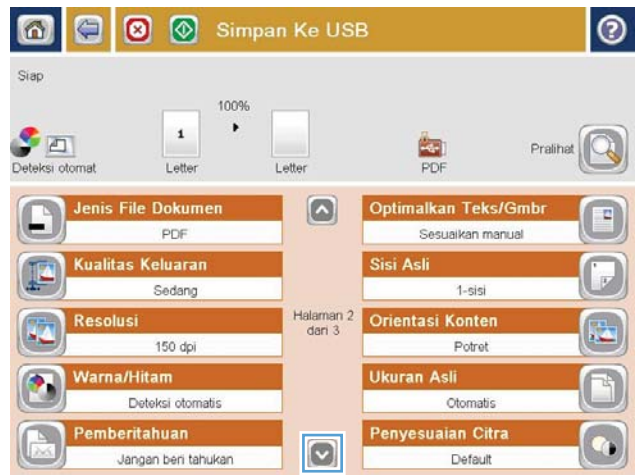 Simpan Ke USB
?
Siap
100%
1
Deteksi otomat
Letter
Letter
PDF
Pralihat
Jenis File Dokumen
PDF
Kualitas Keluaran
Sedang
Resolusi
150 dpi
Warna/Hitam
Deteksi otomatis
Pemberitahuan
Jangan beri tahukan
Halaman 2
dari 3
Optimalkan Teks/Gmbr
Sesuaikan manual
Sisi Asli
1-sisi
Orientasi Konten
Potret
Ukuran Asli
Otomatis
Penyesuaian Citra
Default